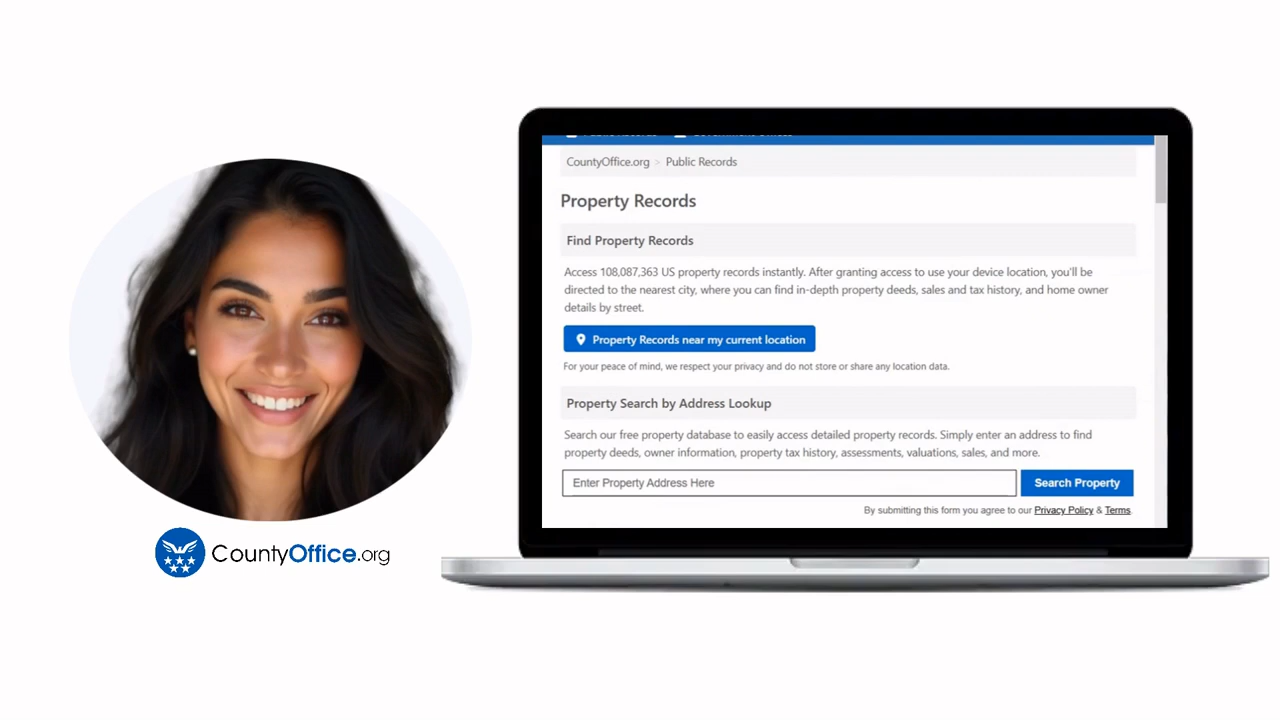 CountyOffice.org > Public Records
Property Records
Find Property Records
Access 108,087,363 US property records instantly. After granting access to use your device location, you'll be
directed to the nearest city, where you can find in-depth property deeds, sales and tax history, and home owner
details by street.
Property Records near my current location
For your peace of mind, we respect your privacy and do not store or share any location data.
Property Search by Address Lookup
Search our free property database to easily access detailed property records. Simply enter an address to find
property deeds, owner information, property tax history, assessments, valuations, sales, and more.
Enter Property Address Here
Search Property
By submitting this form you agree to our Privacy Policy & Terms.
CountyOffice.org